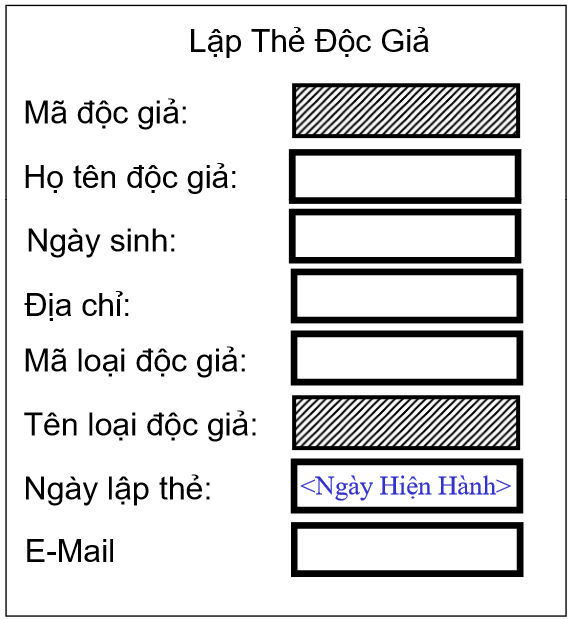 Lập Thẻ Độc Giả
Mã độc giả:
Họ tên độc giả:
Ngày sinh:
Địa chỉ:
Mã loại độc giả:
Tên loại độc giả:
Ngày lập thẻ: <Ngày Hiện Hành>
E-Mail